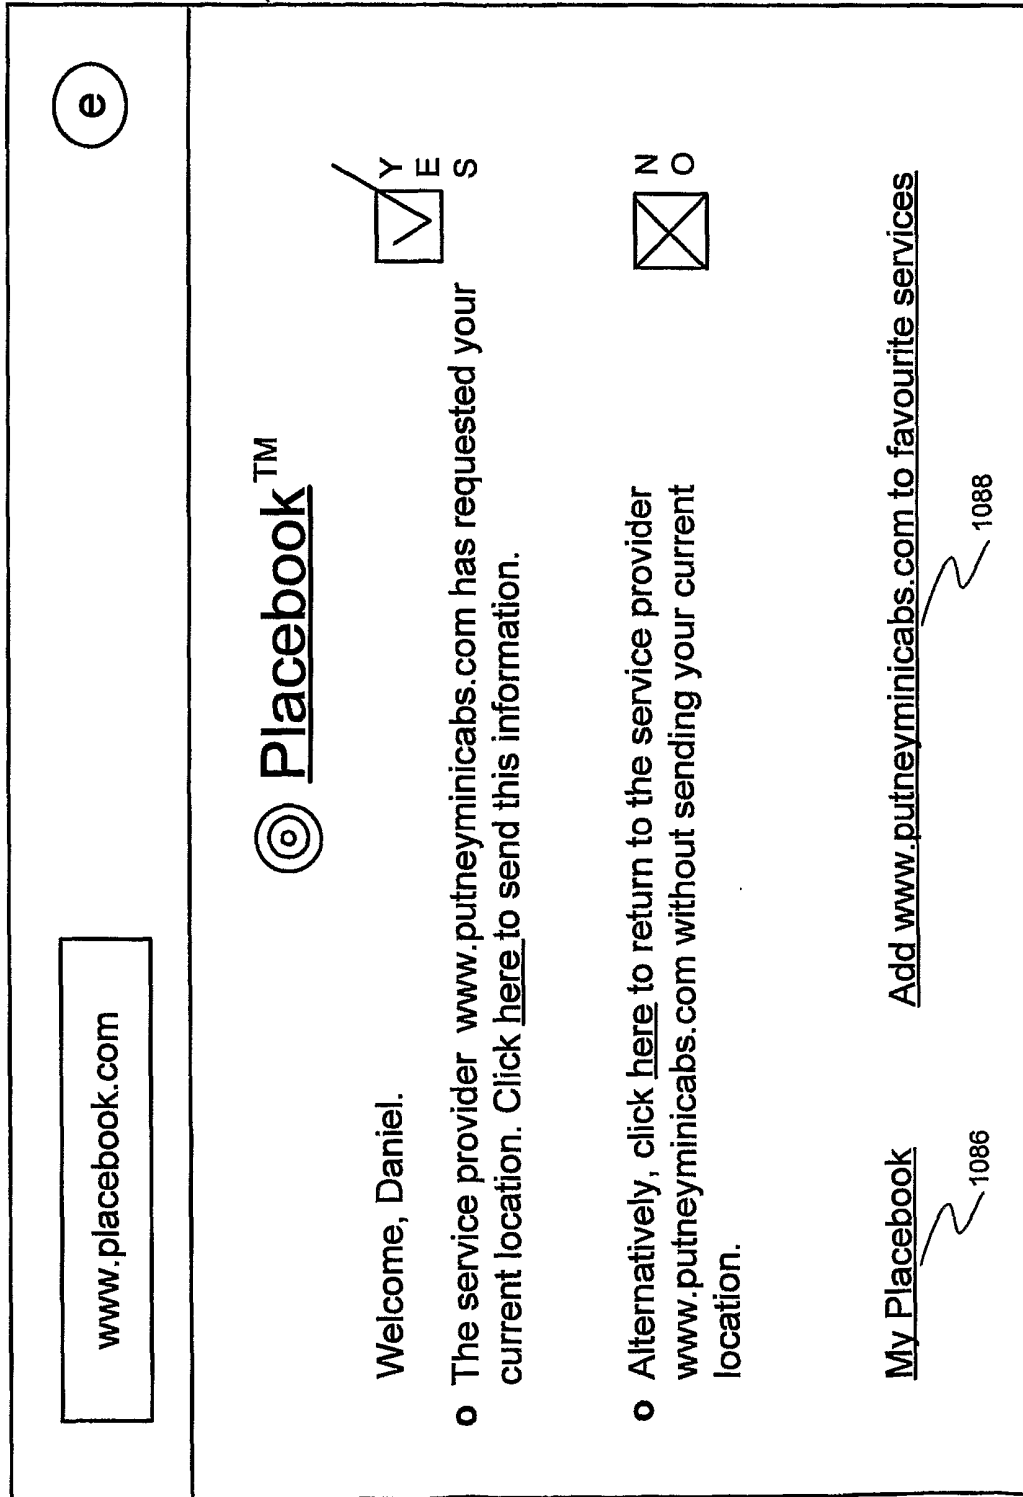 www.placebook.com
e
Placebook™
Welcome, Daniel.
o The service provider www.putneyminicabs.com has requested your
current location. Click here to send this information.
YES
o Alternatively, click here to return to the service provider
www.putneyminicabs.com without sending your current
location.
NO
My Placebook
Add www.putneyminicabs.com to favourite services
1086
1088